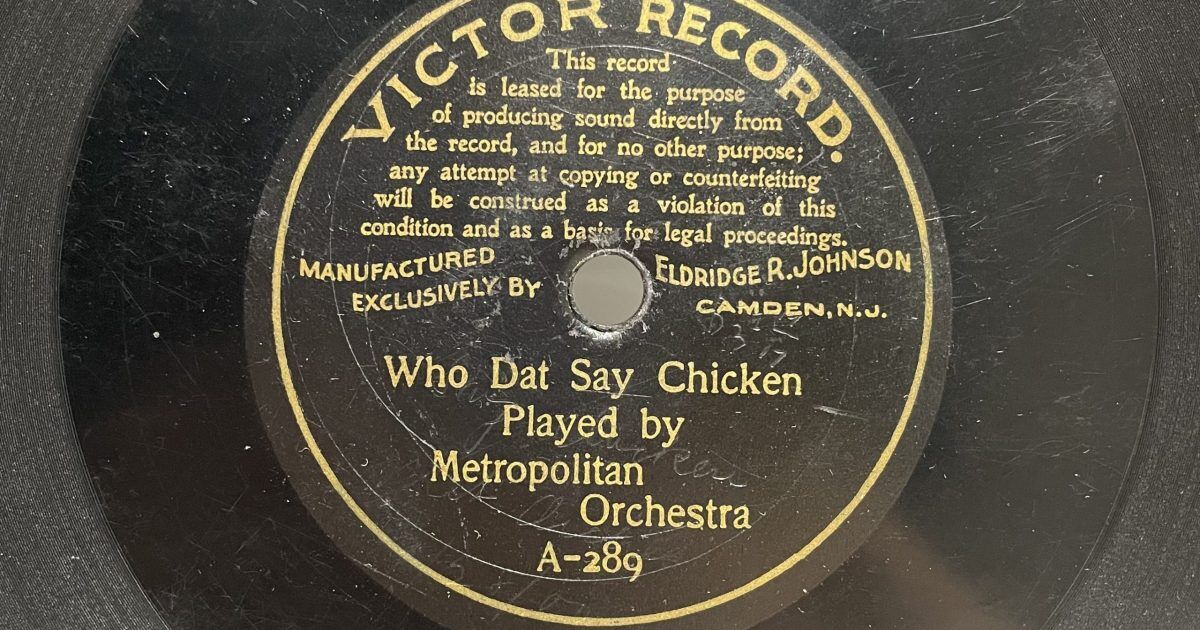 VICTOR RECORD.
This record
is leased for the purpose
of producing sound directly from
the record, and for no other purpose;
any attempt at copying or counterfeiting
will be construed as a violation of this
condition and as a basis for legal proceedings.
MANUFACTURED
EXCLUSIVELY BY
ELDRIDGE R. JOHNSON
CAMDEN, N.J.
Who Dat Say Chicken
Played by
Metropolitan
Orchestra
A-289